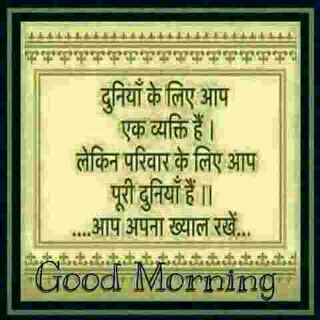 दुनियाँ के लिए आप
एक व्यक्ति हैं ।
लेकिन परिवार के लिए आप
पूरी दुनियाँ हैं ॥
....आप अपना ख्याल रखें...
Good Morning